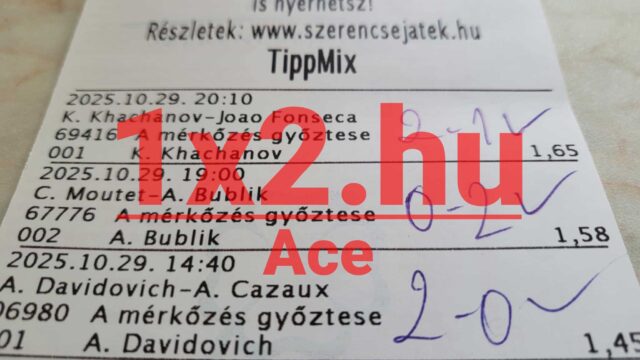 is nyerhetsz!
Részletek: www.szerencsejatek.hu
TippMix
2025.10.29. 20:10
K. Khachanov-Joao Fonseca
69416 A mérkőzés győztese
001 K. Khachanov 1,65
2-1 ✓
2025.10.29. 19:00
C. Moutet-A. Bublik
67776 A mérkőzés győztese
002 A. Bublik 1,58
0-2 ✓
2025.10.29. 14:40
A. Davidovich-A. Cazaux
06980 A mérkőzés győztese
01 A. Davidovich 1,45
2-0 ✓
1x2.hu
Ace